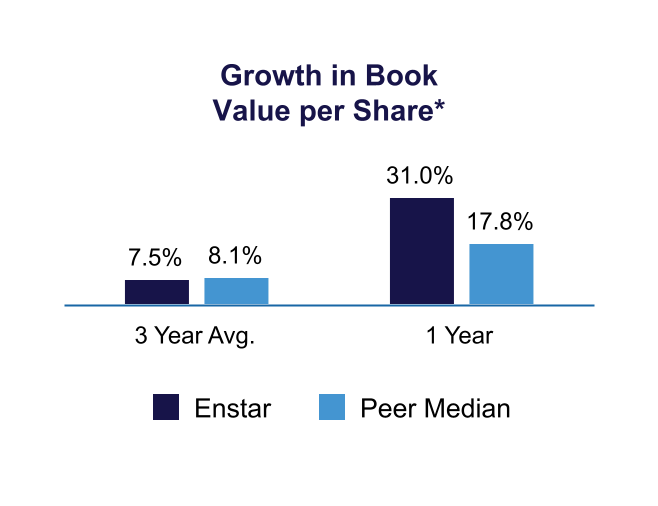 Growth in Book
Value per Share*
31.0%
17.8%
7.5%
8.1%
3 Year Avg.
1 Year
Enstar
Peer Median